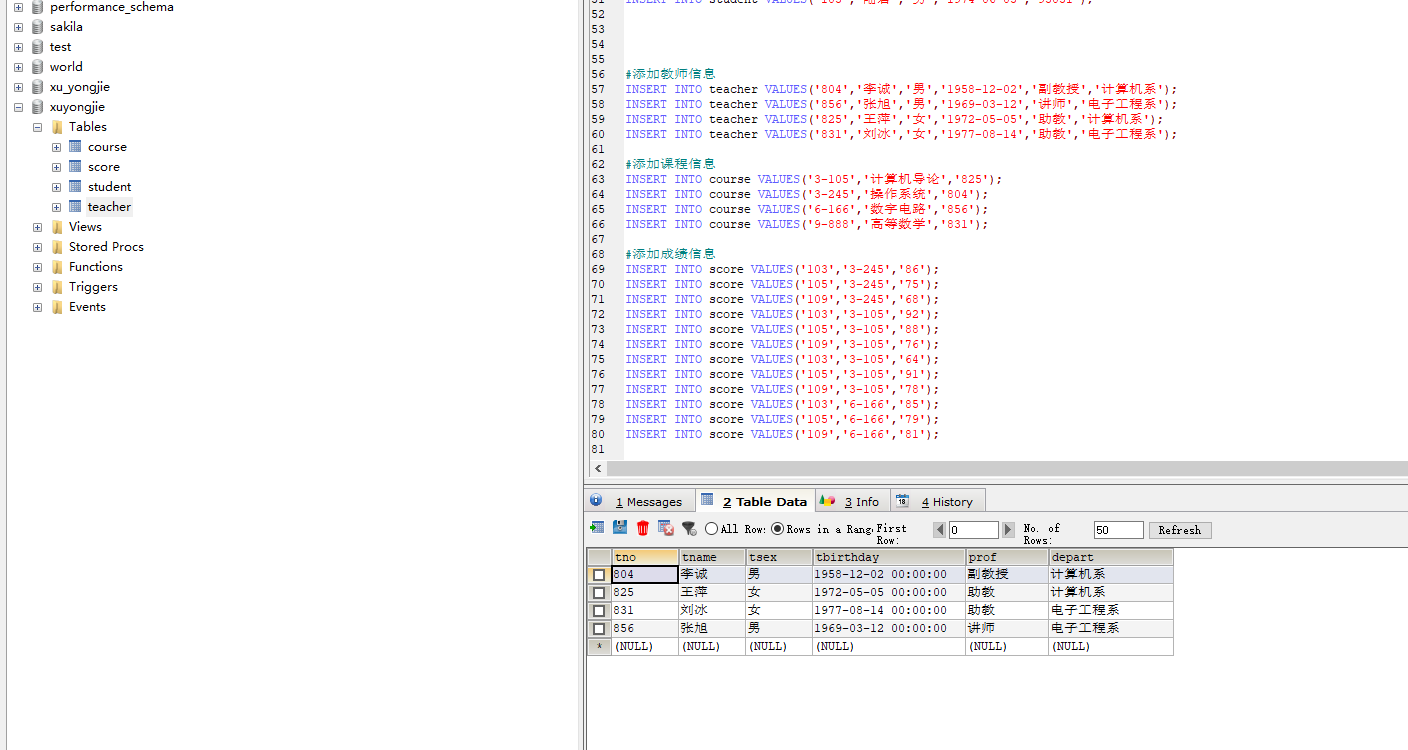 performance_schema
sakila
test
world
xu_yongjie
xuyongjie
Tables
course
score
student
teacher
Views
Stored Procs
Functions
Triggers
Events
52
53
54
55
56 #添加教师信息
57 INSERT INTO teacher VALUES('804','李诚','男','1958-12-02','副教授','计算机系');
58 INSERT INTO teacher VALUES('856','张旭','男','1969-03-12','讲师','电子工程系');
59 INSERT INTO teacher VALUES('825','王萍','女','1972-05-05','助教','计算机系');
60 INSERT INTO teacher VALUES('831','刘冰','女','1977-08-14','助教','电子工程系');
61
62 #添加课程信息
63 INSERT INTO course VALUES('3-105','计算机导论','825');
64 INSERT INTO course VALUES('3-245','操作系统','804');
65 INSERT INTO course VALUES('6-166','数字电路','856');
66 INSERT INTO course VALUES('9-888','高等数学','831');
67
68 #添加成绩信息
69 INSERT INTO score VALUES('103','3-245','86');
70 INSERT INTO score VALUES('105','3-245','75');
71 INSERT INTO score VALUES('109','3-245','68');
72 INSERT INTO score VALUES('103','3-105','92');
73 INSERT INTO score VALUES('105','3-105','88');
74 INSERT INTO score VALUES('109','3-105','76');
75 INSERT INTO score VALUES('103','3-105','64');
76 INSERT INTO score VALUES('105','3-105','91');
77 INSERT INTO score VALUES('109','3-105','78');
78 INSERT INTO score VALUES('103','6-166','85');
79 INSERT INTO score VALUES('105','6-166','79');
80 INSERT INTO score VALUES('109','6-166','81');
81
1 Messages 2 Table Data 3 Info 4 History
All Row: Rows in a Rang. First Row: 0 No. of Rows: 50 Refresh
tno tname tsex tbirthday prof depart
804 李诚 男 1958-12-02 00:00:00 副教授 计算机系
825 王萍 女 1972-05-05 00:00:00 助教 计算机系
831 刘冰 女 1977-08-14 00:00:00 助教 电子工程系
856 张旭 男 1969-03-12 00:00:00 讲师 电子工程系
* (NULL) (NULL) (NULL) (NULL) (NULL) (NULL)